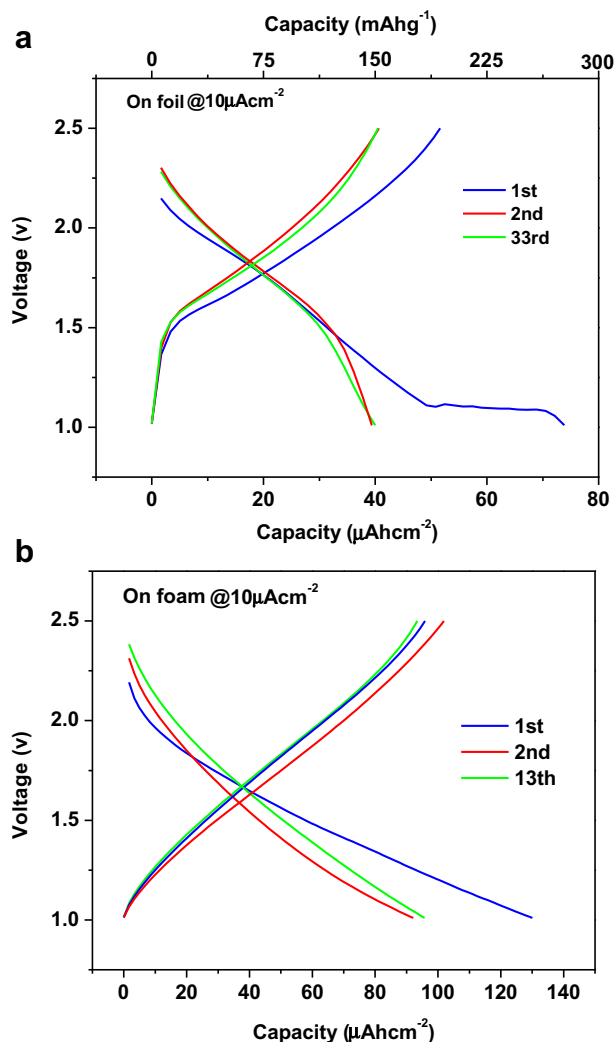 a
Capacity (mAhg⁻¹)
0 75 150 225 300
On foil @10μAcm⁻²
2.5
2.0
1.5
1.0
Voltage (v)
1st
2nd
33rd
0 20 40 60 80
Capacity (μAhcm⁻²)
b
On foam @10μAcm⁻²
2.5
2.0
1.5
1.0
Voltage (v)
1st
2nd
13th
0 20 40 60 80 100 120 140
Capacity (μAhcm⁻²)